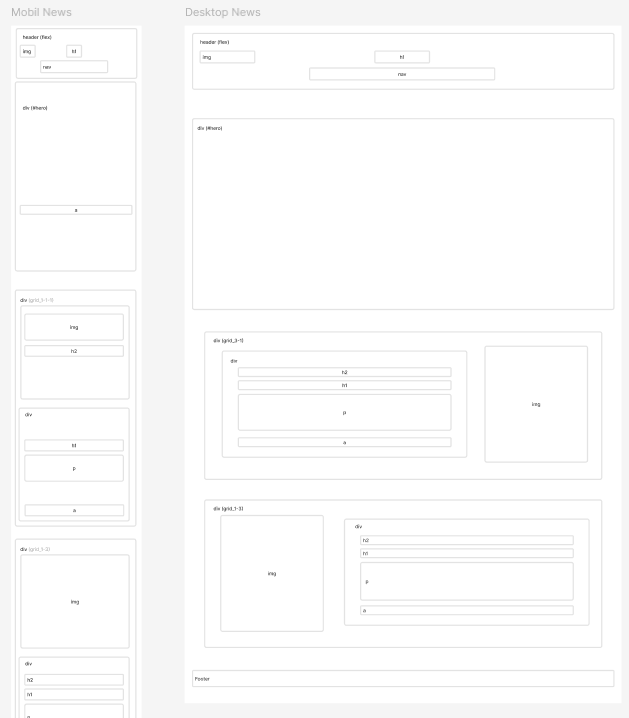 Mobil News
header (flex)
img
h1
nav
div (#hero)
a
div (grid_1-1-1)
img
h2
div
h1
p
a
div (grid_1-3)
img
div
h2
h1
p
Desktop News
header (flex)
img
h1
nav
div (#hero)
div (grid_3-1)
div
h2
h1
p
a
img
div (grid_1-3)
img
div
h2
h1
p
a
Footer